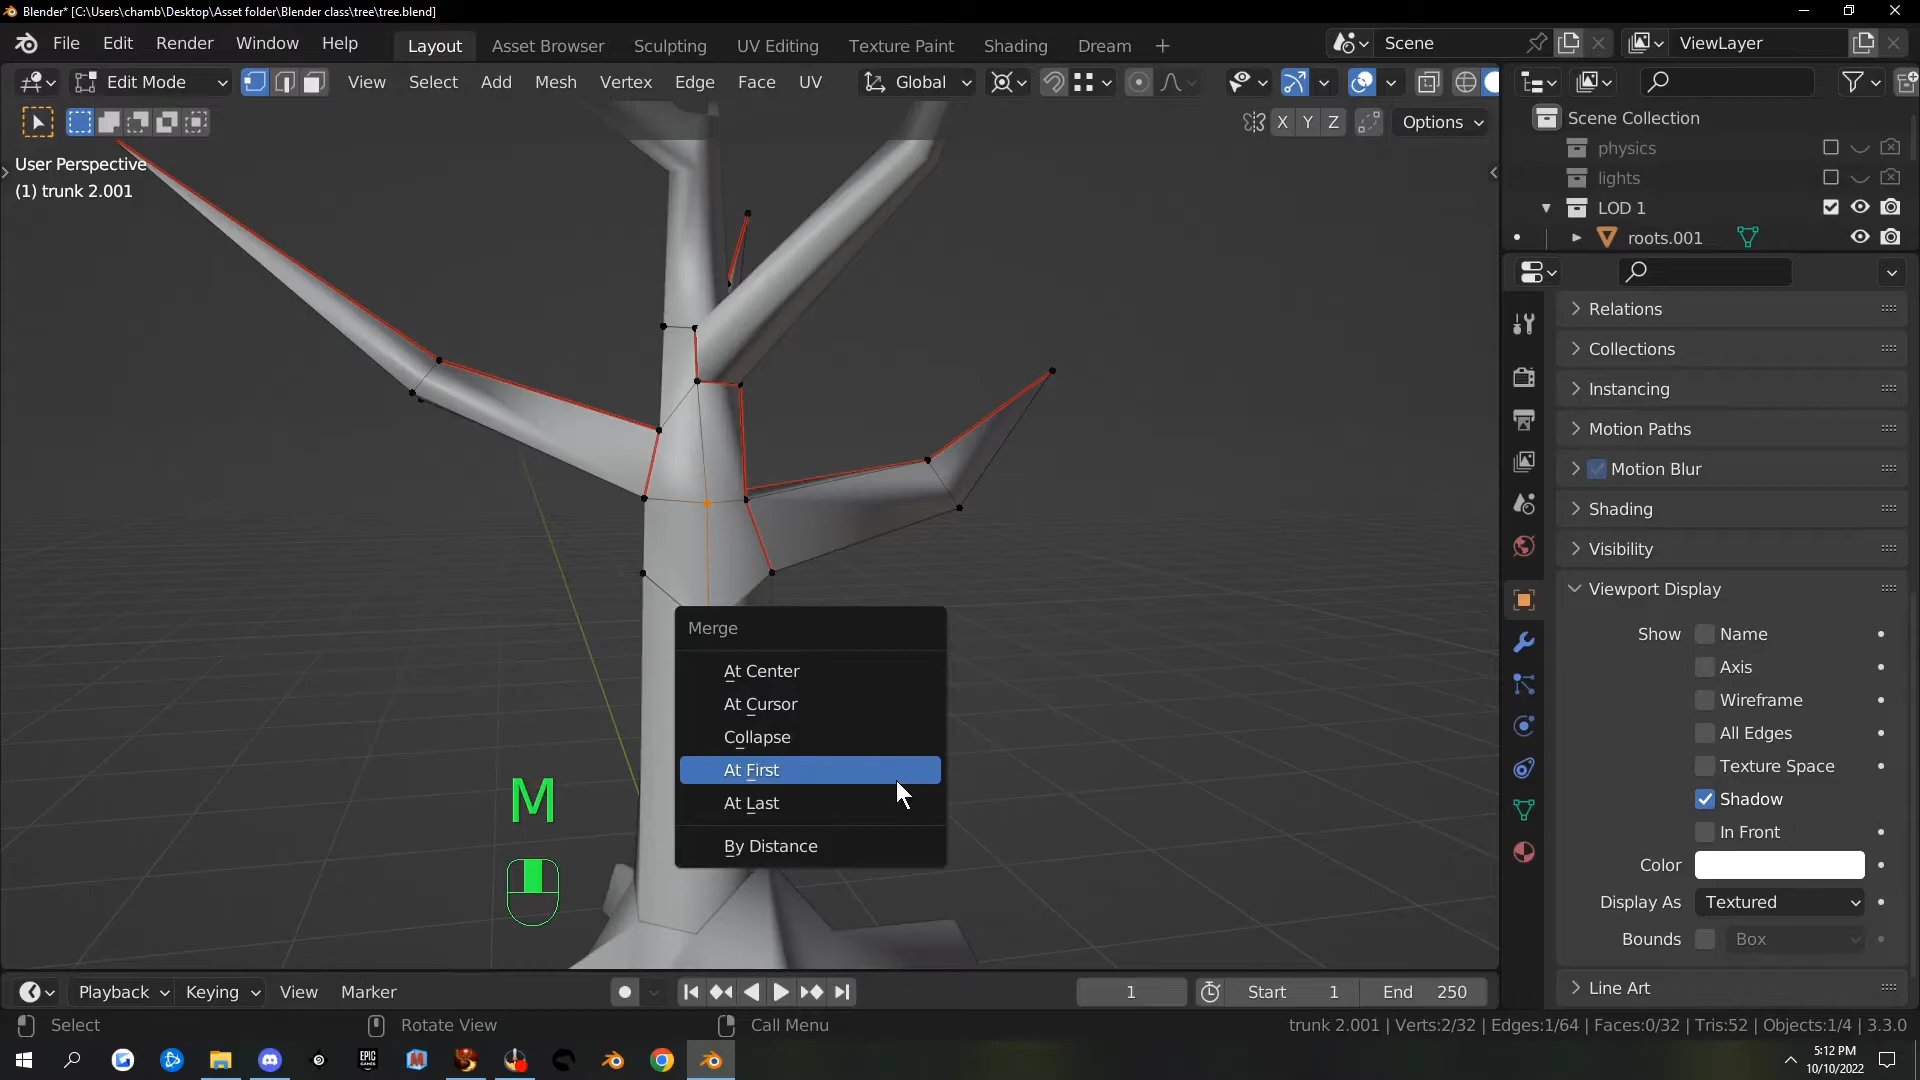 Blender* [C:\Users\chamb\Desktop\Asset folder\Blender class\tree\tree.blend]
File Edit Render Window Help Layout Asset Browser Sculpting UV Editing Texture Paint Shading Dream + Scene ViewLayer
Edit Mode View Select Add Mesh Vertex Edge Face UV Global
X Y Z Options
User Perspective
(1) trunk 2.001
Scene Collection
physics
lights
LOD 1
roots.001
Relations
Collections
Instancing
Motion Paths
Motion Blur
Shading
Visibility
Viewport Display
Show Name
Axis
Wireframe
All Edges
Texture Space
Shadow
In Front
Color
Display As Textured
Bounds Box
Line Art
Merge
At Center
At Cursor
Collapse
At First
At Last
By Distance
M
Playback Keying View Marker 1 Start 1 End 250
Select Rotate View Call Menu trunk 2.001 | Verts:2/32 | Edges:1/64 | Faces:0/32 | Tris:52 | Objects:1/4 | 3.3.0
EPIC GAMES
5:12 PM
10/10/2022